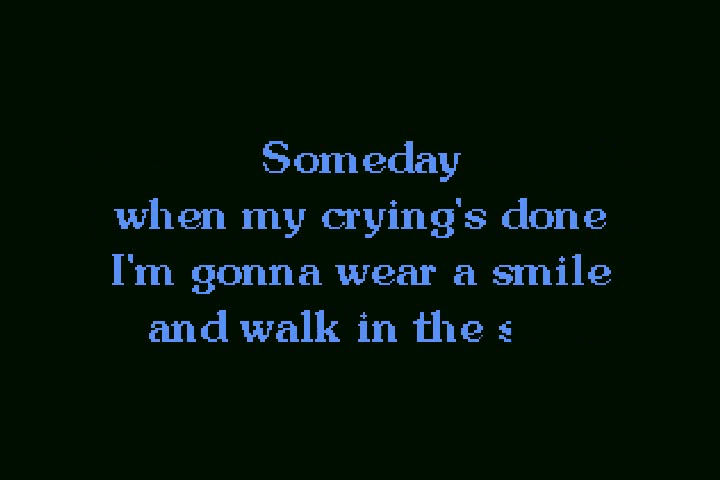 Someday
when my crying's done
I'm gonna wear a smile
and walk in the s